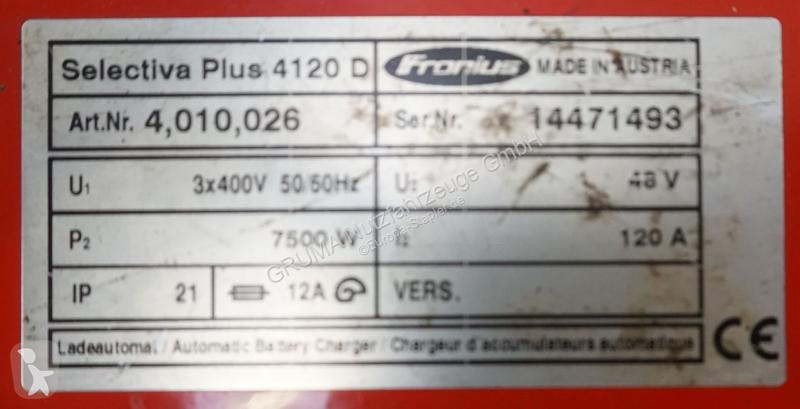 Selectiva Plus 4120 D Fronius MADE IN AUSTRIA
Art.Nr. 4,010,026 Ser.Nr. 14471493
U1 3x400V 50/60Hz U2 48 V
P2 7500 W I2 120 A
IP 21 12A VERS.
Ladeautomat / Automatic Battery Charger / Chargeur d'accumulateurs automatique CE
GRUMA Nutzfahrzeuge GmbH
©Europa, Staplerde